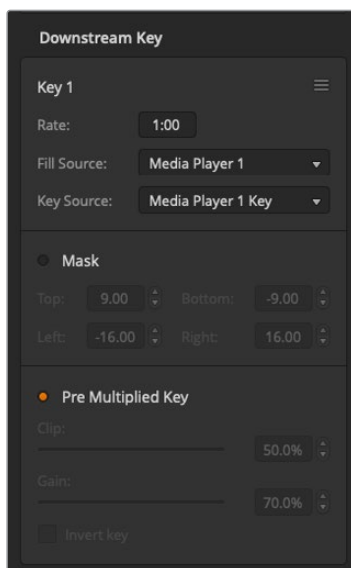 Downstream Key
Key 1
Rate: 1:00
Fill Source: Media Player 1
Key Source: Media Player 1 Key
Mask
Top: 9.00 Bottom: -9.00
Left: -16.00 Right: 16.00
Pre Multiplied Key
Clip:
50.0%
Gain:
70.0%
Invert key